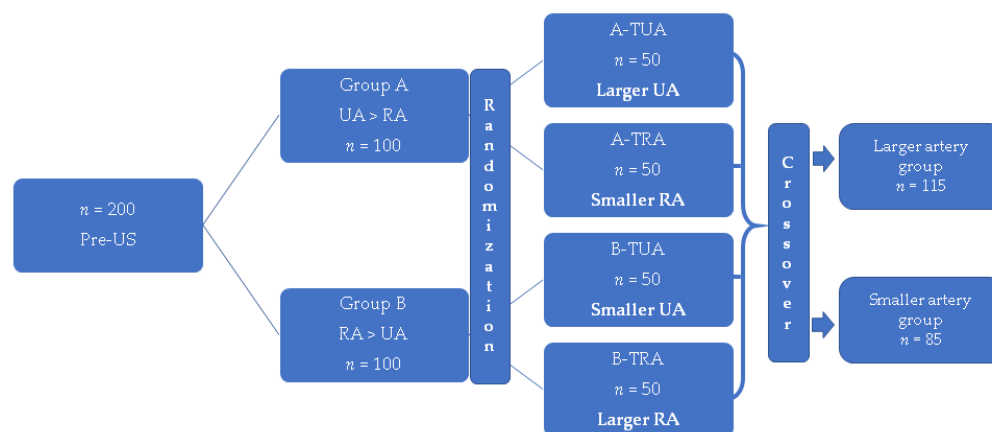 n = 200
Pre-US
Group A
UA > RA
n = 100
Group B
RA > UA
n = 100
Randomization
A-TUA
n = 50
Larger UA
A-TRA
n = 50
Smaller RA
B-TUA
n = 50
Smaller UA
B-TRA
n = 50
Larger RA
Crossover
Larger artery
group
n = 115
Smaller artery
group
n = 85